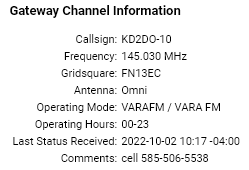 Gateway Channel Information
Callsign: KD2DO-10
Frequency: 145.030 MHz
Gridsquare: FN13EC
Antenna: Omni
Operating Mode: VARAFM / VARA FM
Operating Hours: 00-23
Last Status Received: 2022-10-02 10:17 -04:00
Comments: cell 585-506-5538